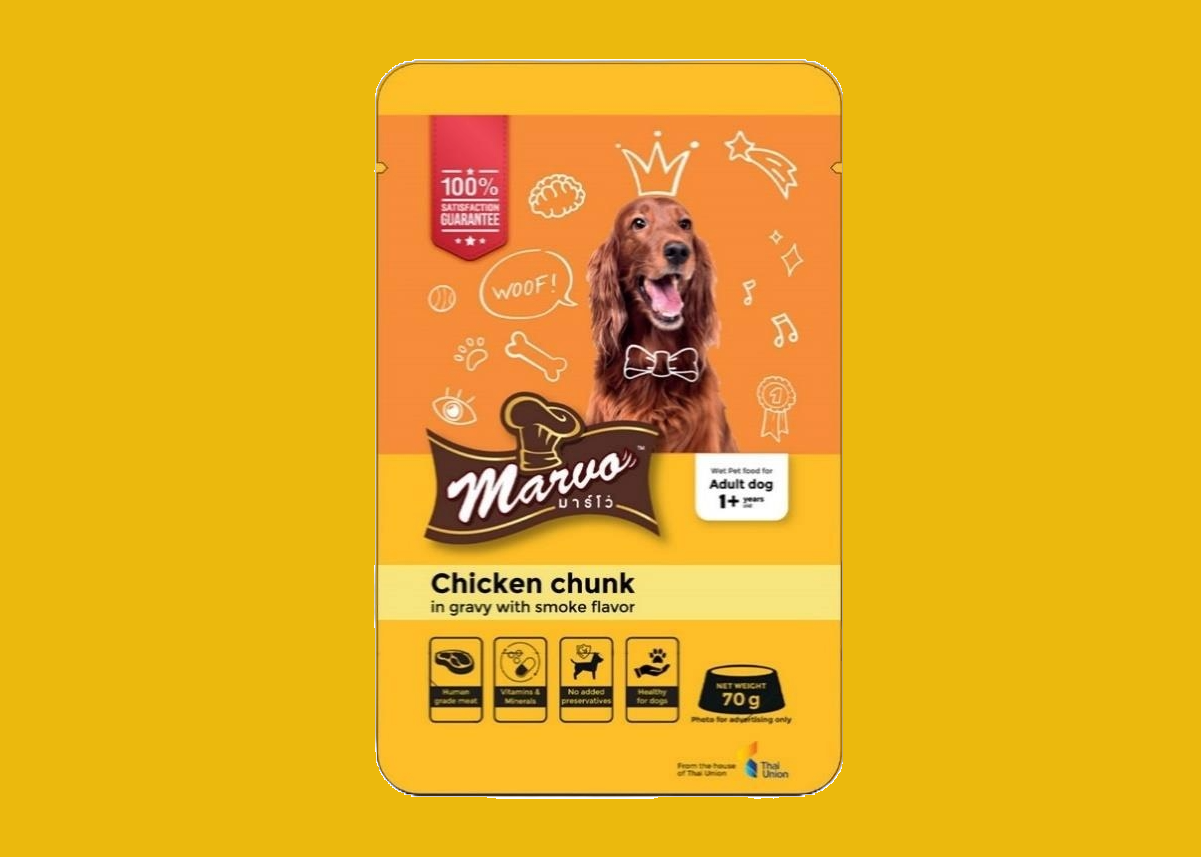 100%
SATISFACTION
GUARANTEE
WOOF!
1
Marvo™
มาร์โว่
Wet Pet food for
Adult dog
1+ years
old
Chicken chunk
in gravy with smoke flavor
Human
grade meat
Vitamins &
Minerals
No added
preservatives
Healthy
for dogs
NET WEIGHT
70 g
Photo for advertising only
From the house
of Thai Union
Thai
Union